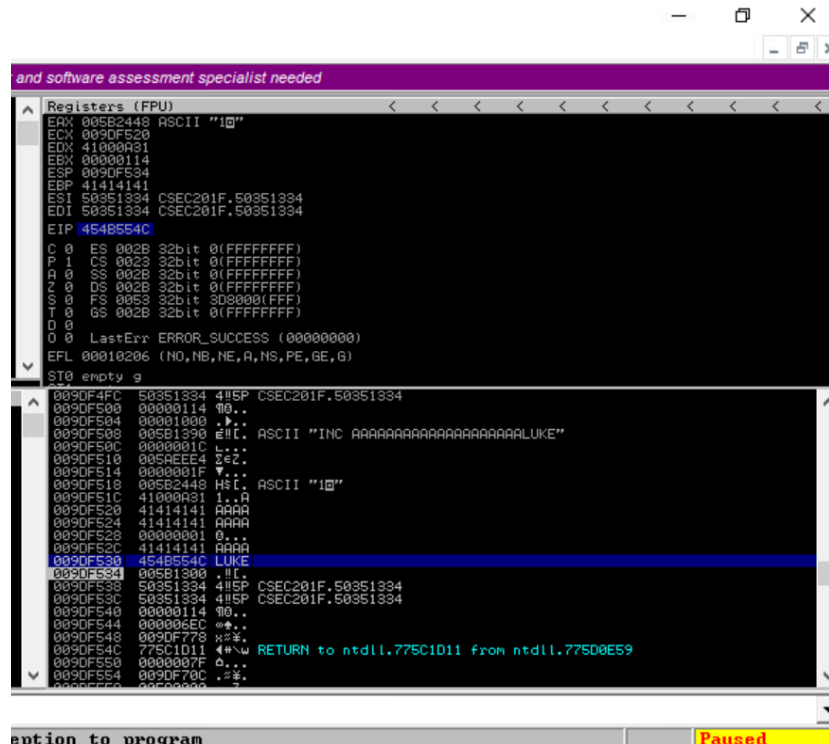 and software assessment specialist needed
Registers (FPU) < < < < < < < < < < <
EAX 005B2448 ASCII "1◙"
ECX 009DF520
EDX 41000A31
EBX 00000114
ESP 009DF534
EBP 41414141
ESI 50351334 CSEC201F.50351334
EDI 50351334 CSEC201F.50351334
EIP 454B554C
C 0 ES 002B 32bit 0(FFFFFFFF)
P 1 CS 0023 32bit 0(FFFFFFFF)
A 0 SS 002B 32bit 0(FFFFFFFF)
Z 0 DS 002B 32bit 0(FFFFFFFF)
S 0 FS 0053 32bit 3D8000(FFF)
T 0 GS 002B 32bit 0(FFFFFFFF)
D 0
O 0 LastErr ERROR_SUCCESS (00000000)
EFL 00010206 (NO,NB,NE,A,NS,PE,GE,G)
ST0 empty g
009DF4FC 50351334 4‼5P CSEC201F.50351334
009DF500 00000114 ¶☺..
009DF504 00001000 .►..
009DF508 005B1390 É‼[. ASCII "INC AAAAAAAAAAAAAAAAAAAALUKE"
009DF50C 0000001C ∟...
009DF510 005AEEE4 Σ∈Z.
009DF514 0000001F ▼...
009DF518 005B2448 H$[. ASCII "1◙"
009DF51C 41000A31 1..A
009DF520 41414141 AAAA
009DF524 41414141 AAAA
009DF528 00000001 ☺...
009DF52C 41414141 AAAA
009DF530 454B554C LUKE
009DF534 005B1300 .‼[.
009DF538 50351334 4‼5P CSEC201F.50351334
009DF53C 50351334 4‼5P CSEC201F.50351334
009DF540 00000114 ¶☺..
009DF544 000006EC ∞♠..
009DF548 009DF778 x≈¥.
009DF54C 775C1D11 ◄↔\w RETURN to ntdll.775C1D11 from ntdll.775D0E59
009DF550 0000007F ⌂...
009DF554 009DF70C .≈¥.
eption to program Paused